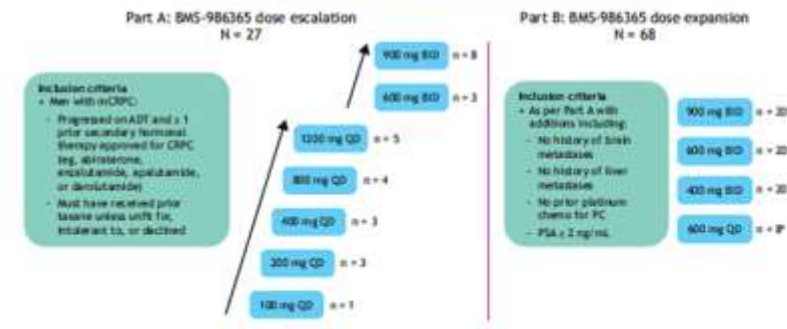 Part A: BMS-986365 dose escalation
N = 27
900 mg BID n = 8
600 mg BID n = 3
1200 mg QD n = 5
800 mg QD n = 4
400 mg QD n = 3
200 mg QD n = 3
100 mg QD n = 1
Inclusion criteria
• Men with mCRPC:
- Progressed on ADT and ≥ 1
prior secondary hormonal
therapy approved for CRPC
(eg, abiraterone,
enzalutamide, apalutamide,
or darolutamide)
- Must have received prior
taxane unless unfit for,
intolerant to, or declined
Part B: BMS-986365 dose expansion
N = 68
Inclusion criteria
• As per Part A with
additions including:
- No history of brain
metastases
- No history of liver
metastases
- No prior platinum
chemo for PC
- PSA ≥ 2 ng/mL
900 mg BID n = 20
600 mg BID n = 20
400 mg BID n = 20
600 mg QD n =